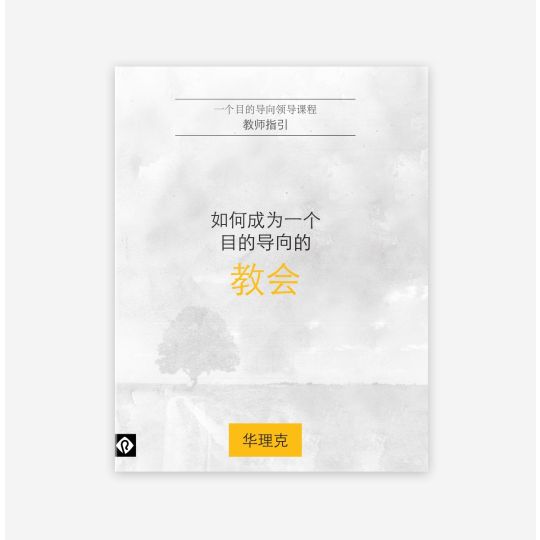 一个目的导向领导课程
教师指引
如何成为一个
目的导向的
教会
华理克